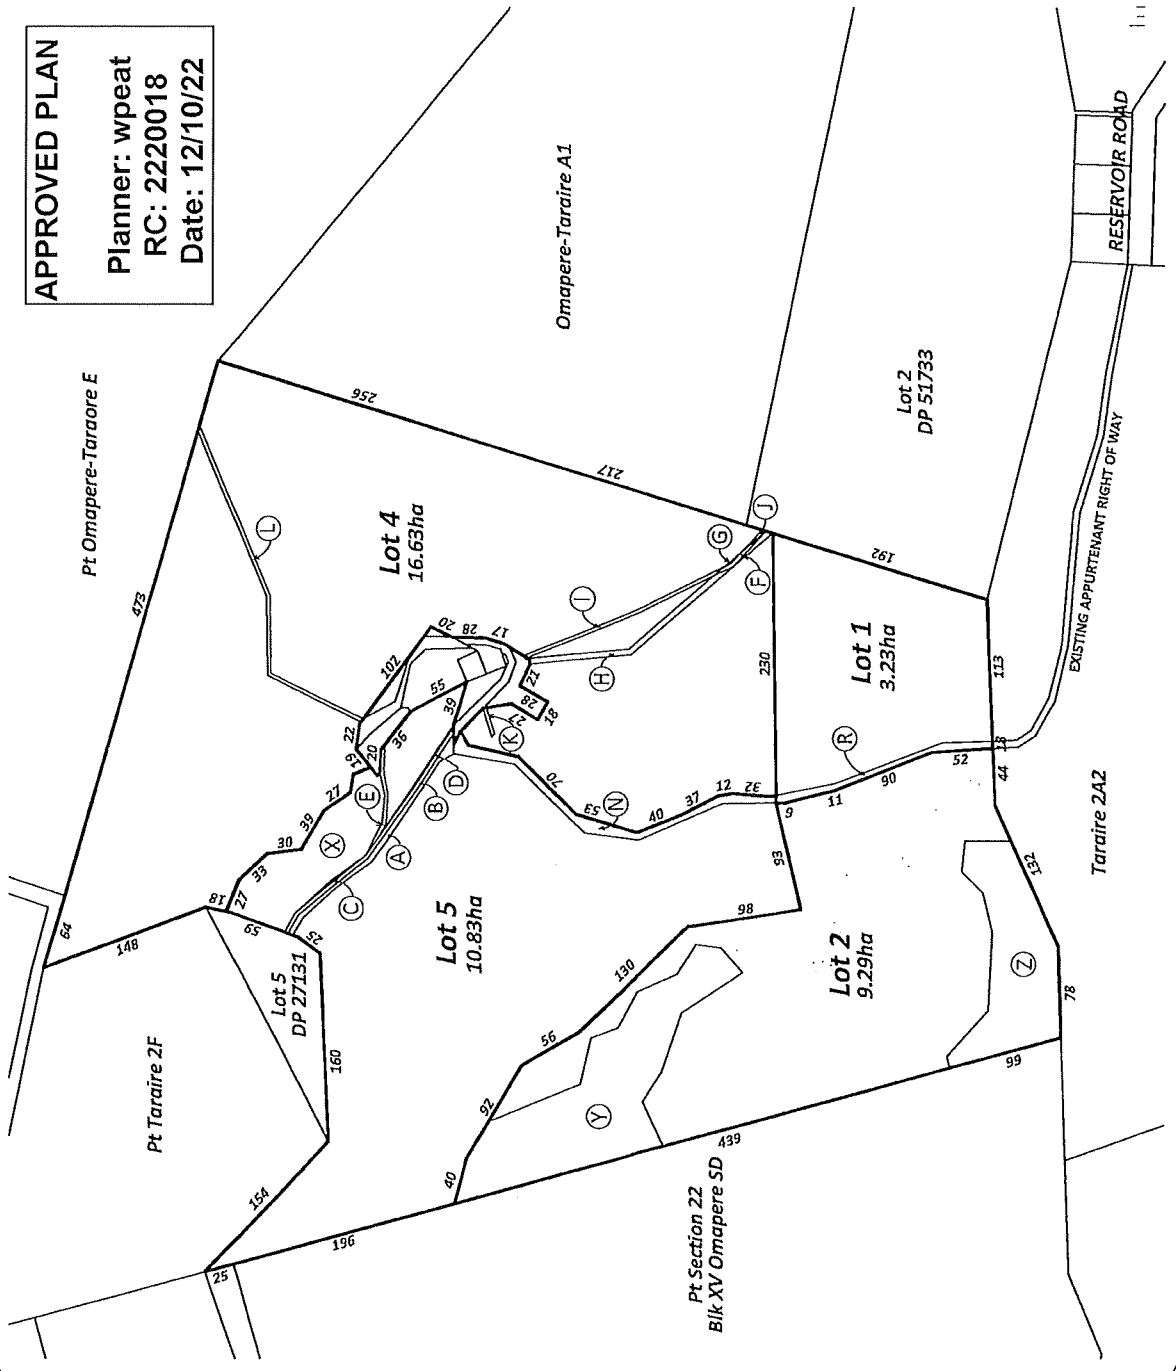 APPROVED PLAN
Planner: wpeat
RC: 2220018
Date: 12/10/22
Pt Omapere-Taraore E
Omapere-Taraire A1
Lot 2
DP 51733
RESERVOIR ROAD
EXISTING APPURTENANT RIGHT OF WAY
Taraire 2A2
Pt Section 22
Blk XV Omapere SD
Pt Taraire 2F
Lot 5
DP 27131
Lot 4
16.63ha
Lot 1
3.23ha
Lot 5
10.83ha
Lot 2
9.29ha
473
64
148
18
59
25
160
154
25
196
40
92
56
130
98
93
9
439
99
78
132
44
13
113
192
217
256
230
52
90
11
32
12
37
40
53
70
27
18
28
21
17
28
20
102
55
39
36
20
22
19
27
39
30
33
27
L
I
G
J
F
H
K
R
N
D
B
E
A
X
C
Y
Z